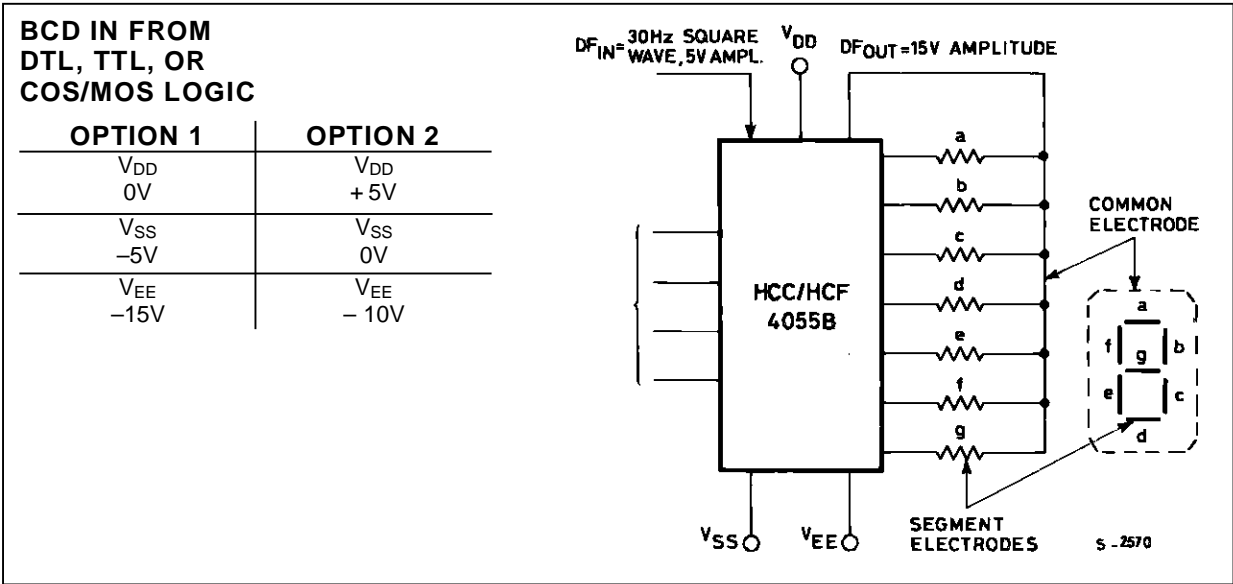 BCD IN FROM
DTL, TTL, OR
COS/MOS LOGIC
OPTION 1 OPTION 2
VDD VDD
0V + 5V
VSS VSS
–5V 0V
VEE VEE
–15V – 10V
DFIN= 30Hz SQUARE
WAVE, 5V AMPL.
VDD
DFOUT=15V AMPLITUDE
a
b
c
d
e
f
g
HCC/HCF
4055B
COMMON
ELECTRODE
a
f g b
e c
d
VSS VEE
SEGMENT
ELECTRODES
S-2570